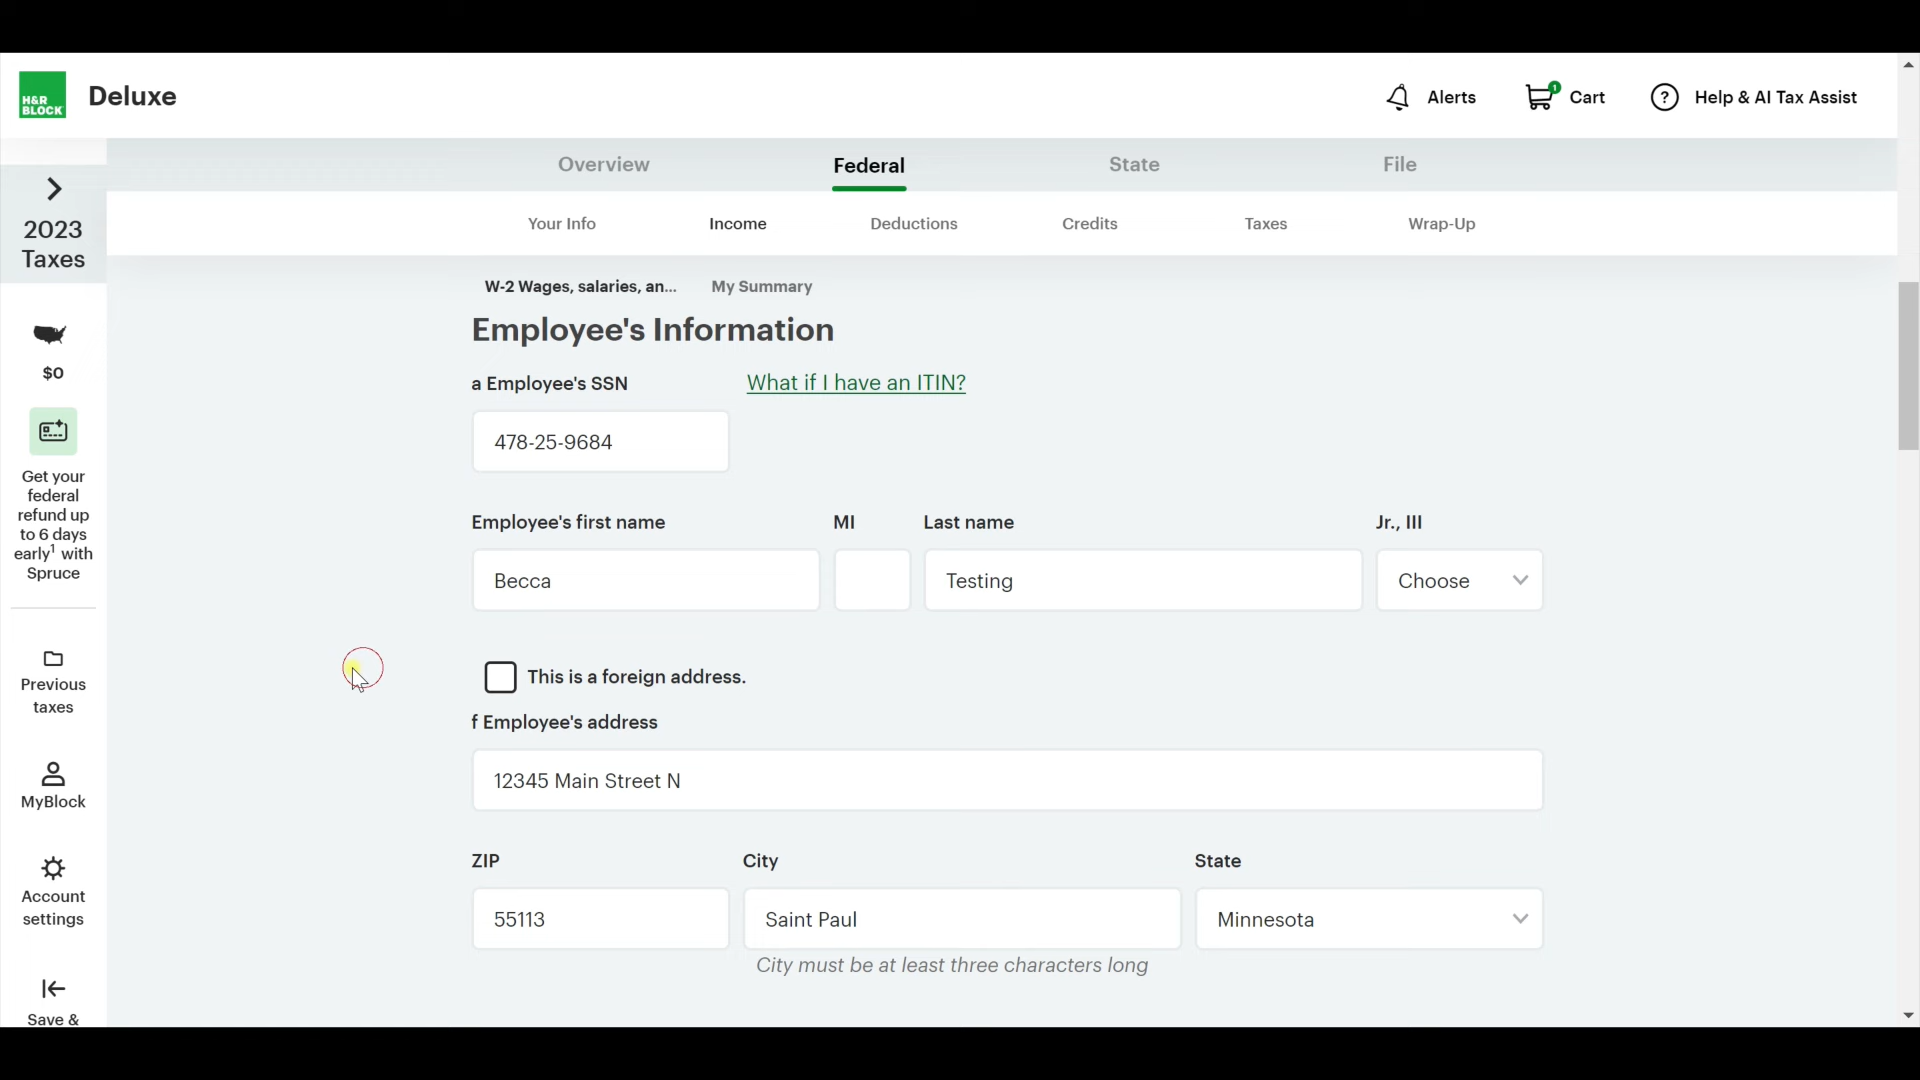 H&R
BLOCK
Deluxe
Alerts
1
Cart
?
Help & AI Tax Assist
Overview
Federal
State
File
Your Info
Income
Deductions
Credits
Taxes
Wrap-Up
2023
Taxes
$0
Get your
federal
refund up
to 6 days
early1 with
Spruce
Previous
taxes
MyBlock
Account
settings
Save &
W-2 Wages, salaries, an...
My Summary
Employee's Information
a Employee's SSN
What if I have an ITIN?
478-25-9684
Employee's first name
MI
Last name
Jr., III
Becca
Testing
Choose
This is a foreign address.
f Employee's address
12345 Main Street N
ZIP
City
State
55113
Saint Paul
Minnesota
City must be at least three characters long